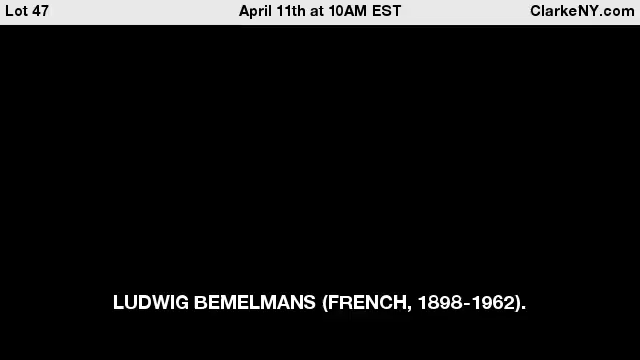 Lot 47 April 11th at 10AM EST ClarkeNY.com
LUDWIG BEMELMANS (FRENCH, 1898-1962).